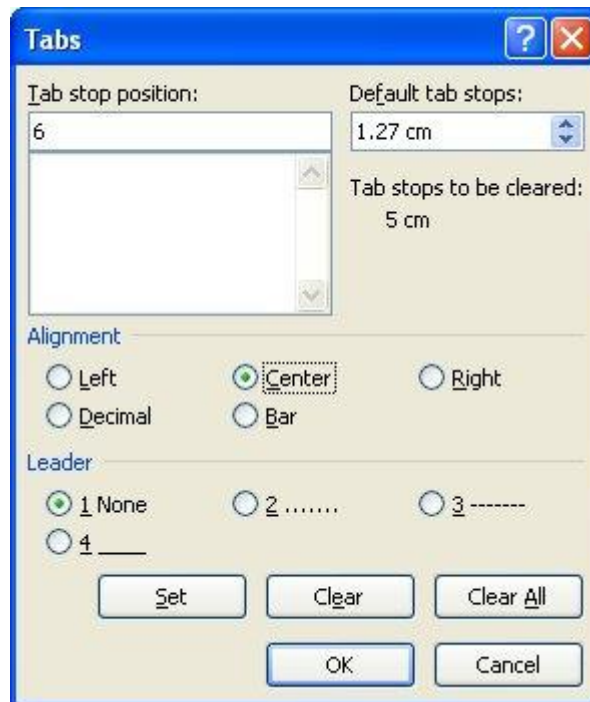 Tabs
Tab stop position:
Default tab stops:
6
1.27 cm
Tab stops to be cleared:
5 cm
Alignment
Left
Center
Right
Decimal
Bar
Leader
1 None
2 .......
3 -------
4 ____
Set
Clear
Clear All
OK
Cancel